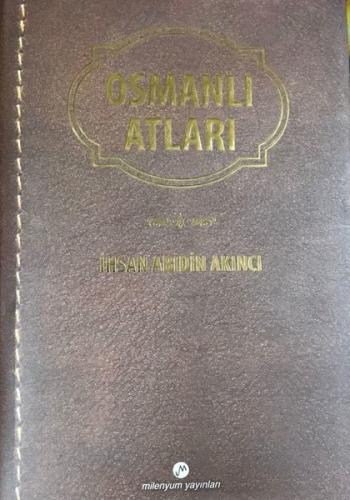 OSMANLI
ATLARI
İHSAN ABİDİN AKINCI
milenyum yayınları